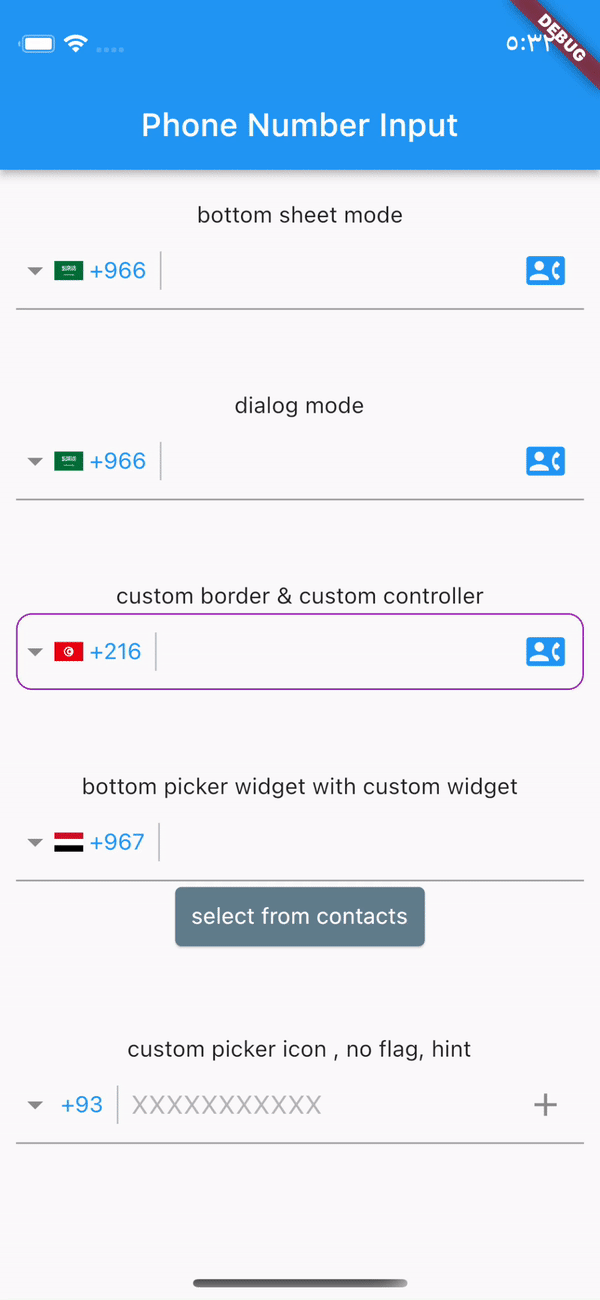 ٥:٣٢
DEBUG
Phone Number Input
bottom sheet mode
+966
dialog mode
+966
custom border & custom controller
+216
bottom picker widget with custom widget
+967
select from contacts
custom picker icon , no flag, hint
+93
XXXXXXXXXXX